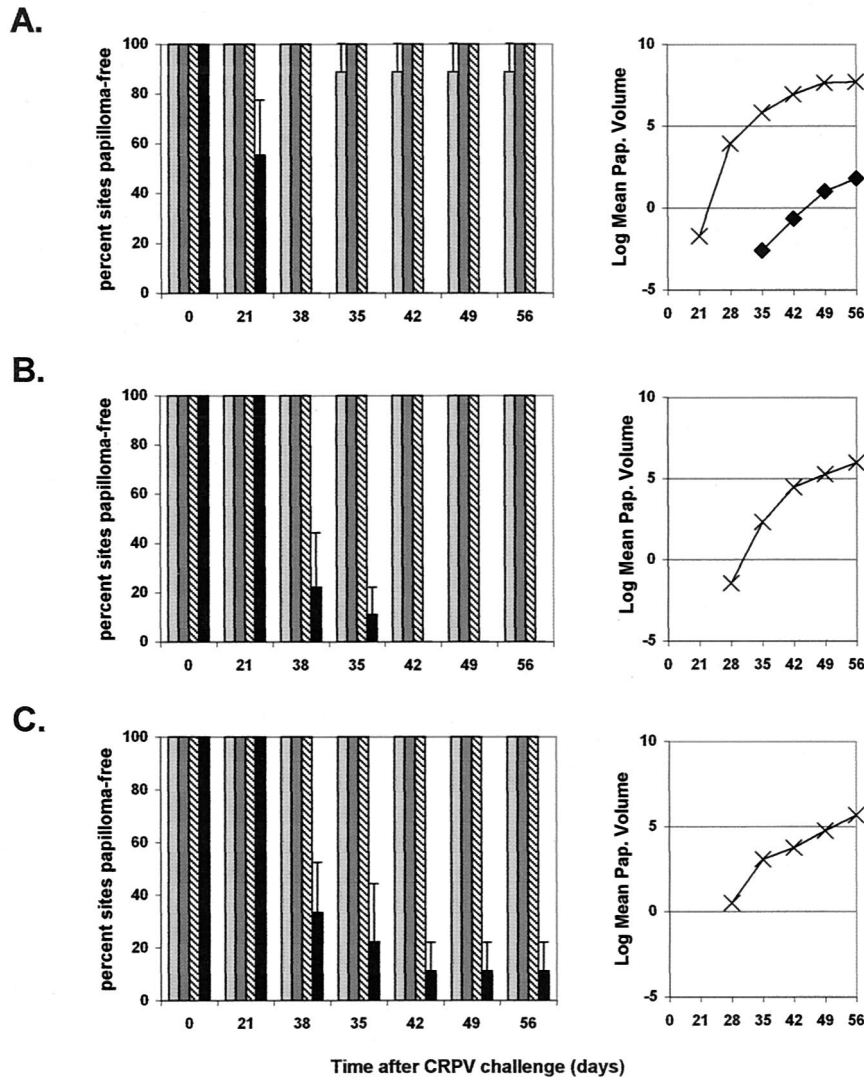 A.
percent sites papilloma-free
100
80
60
40
20
0
0 21 38 35 42 49 56
Log Mean Pap. Volume
10
5
0
-5
0 21 28 35 42 49 56
B.
percent sites papilloma-free
100
80
60
40
20
0
0 21 38 35 42 49 56
Log Mean Pap. Volume
10
5
0
-5
0 21 28 35 42 49 56
C.
percent sites papilloma-free
100
80
60
40
20
0
0 21 38 35 42 49 56
Log Mean Pap. Volume
10
5
0
-5
0 21 28 35 42 49 56
Time after CRPV challenge (days)